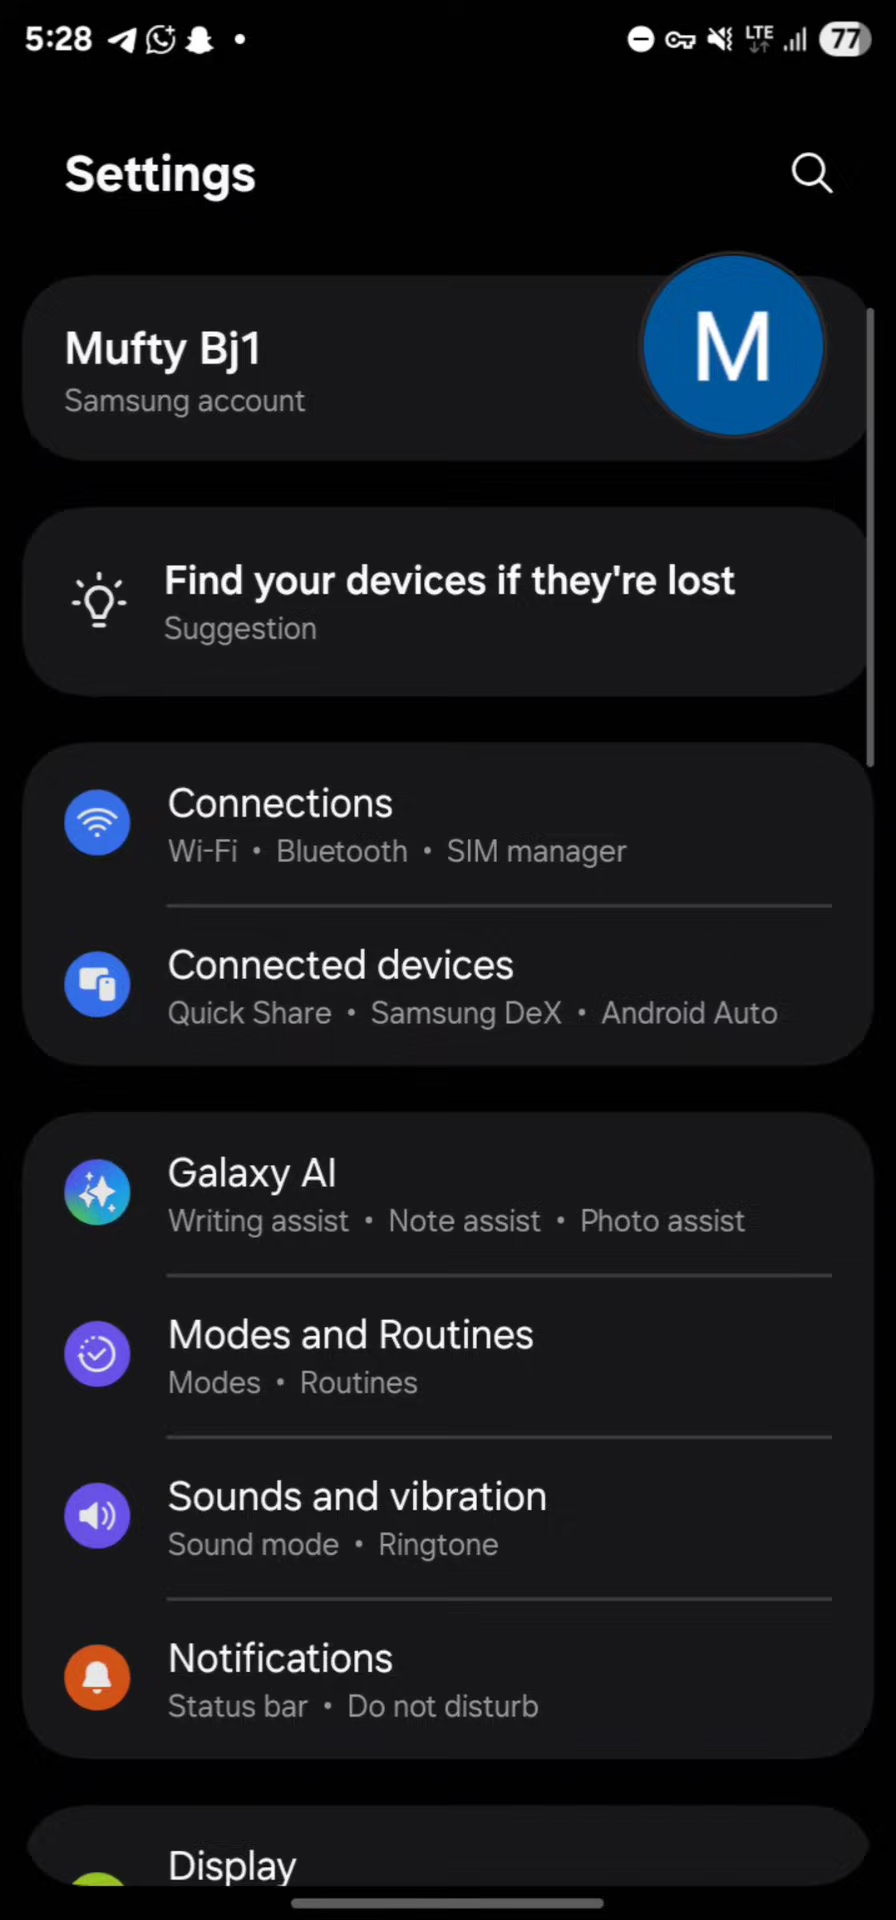 5:28
LTE
77
Settings
Mufty Bj1
Samsung account
M
Find your devices if they're lost
Suggestion
Connections
Wi-Fi • Bluetooth • SIM manager
Connected devices
Quick Share • Samsung DeX • Android Auto
Galaxy AI
Writing assist • Note assist • Photo assist
Modes and Routines
Modes • Routines
Sounds and vibration
Sound mode • Ringtone
Notifications
Status bar • Do not disturb
Display